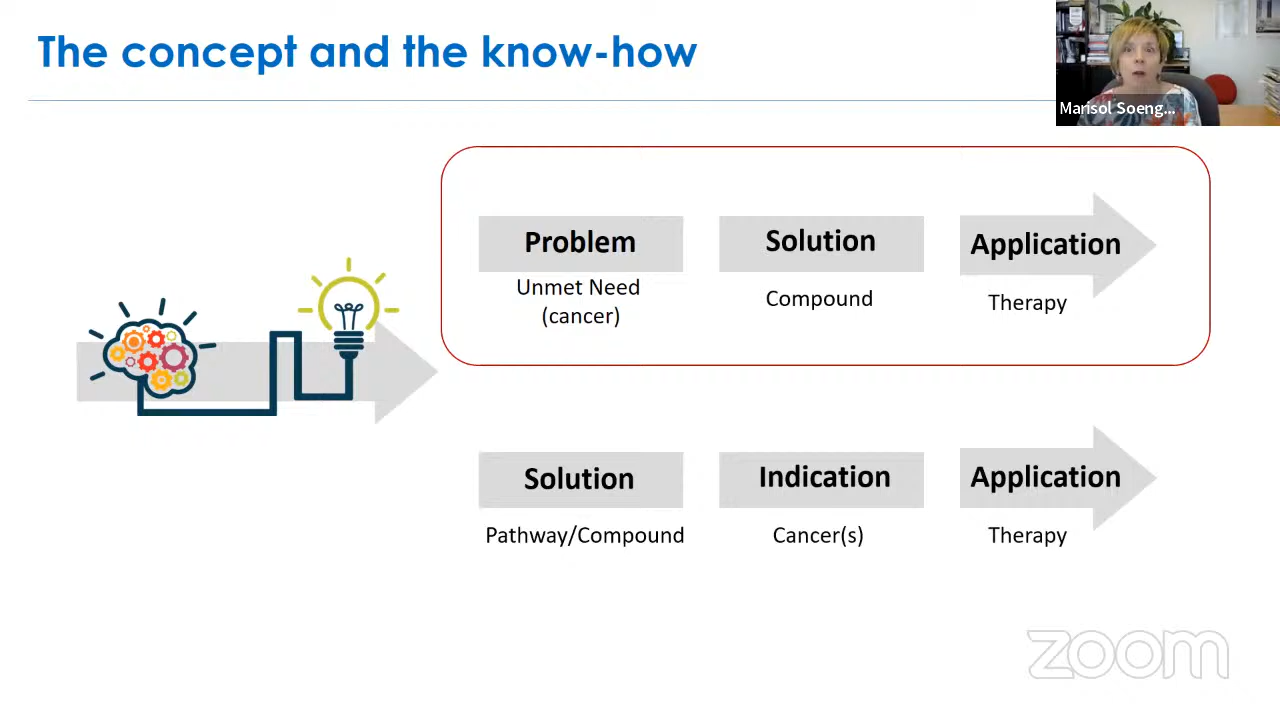 The concept and the know-how
Marisol Soeng...
Problem
Unmet Need
(cancer)
Solution
Compound
Application
Therapy
Solution
Pathway/Compound
Indication
Cancer(s)
Application
Therapy
zoom